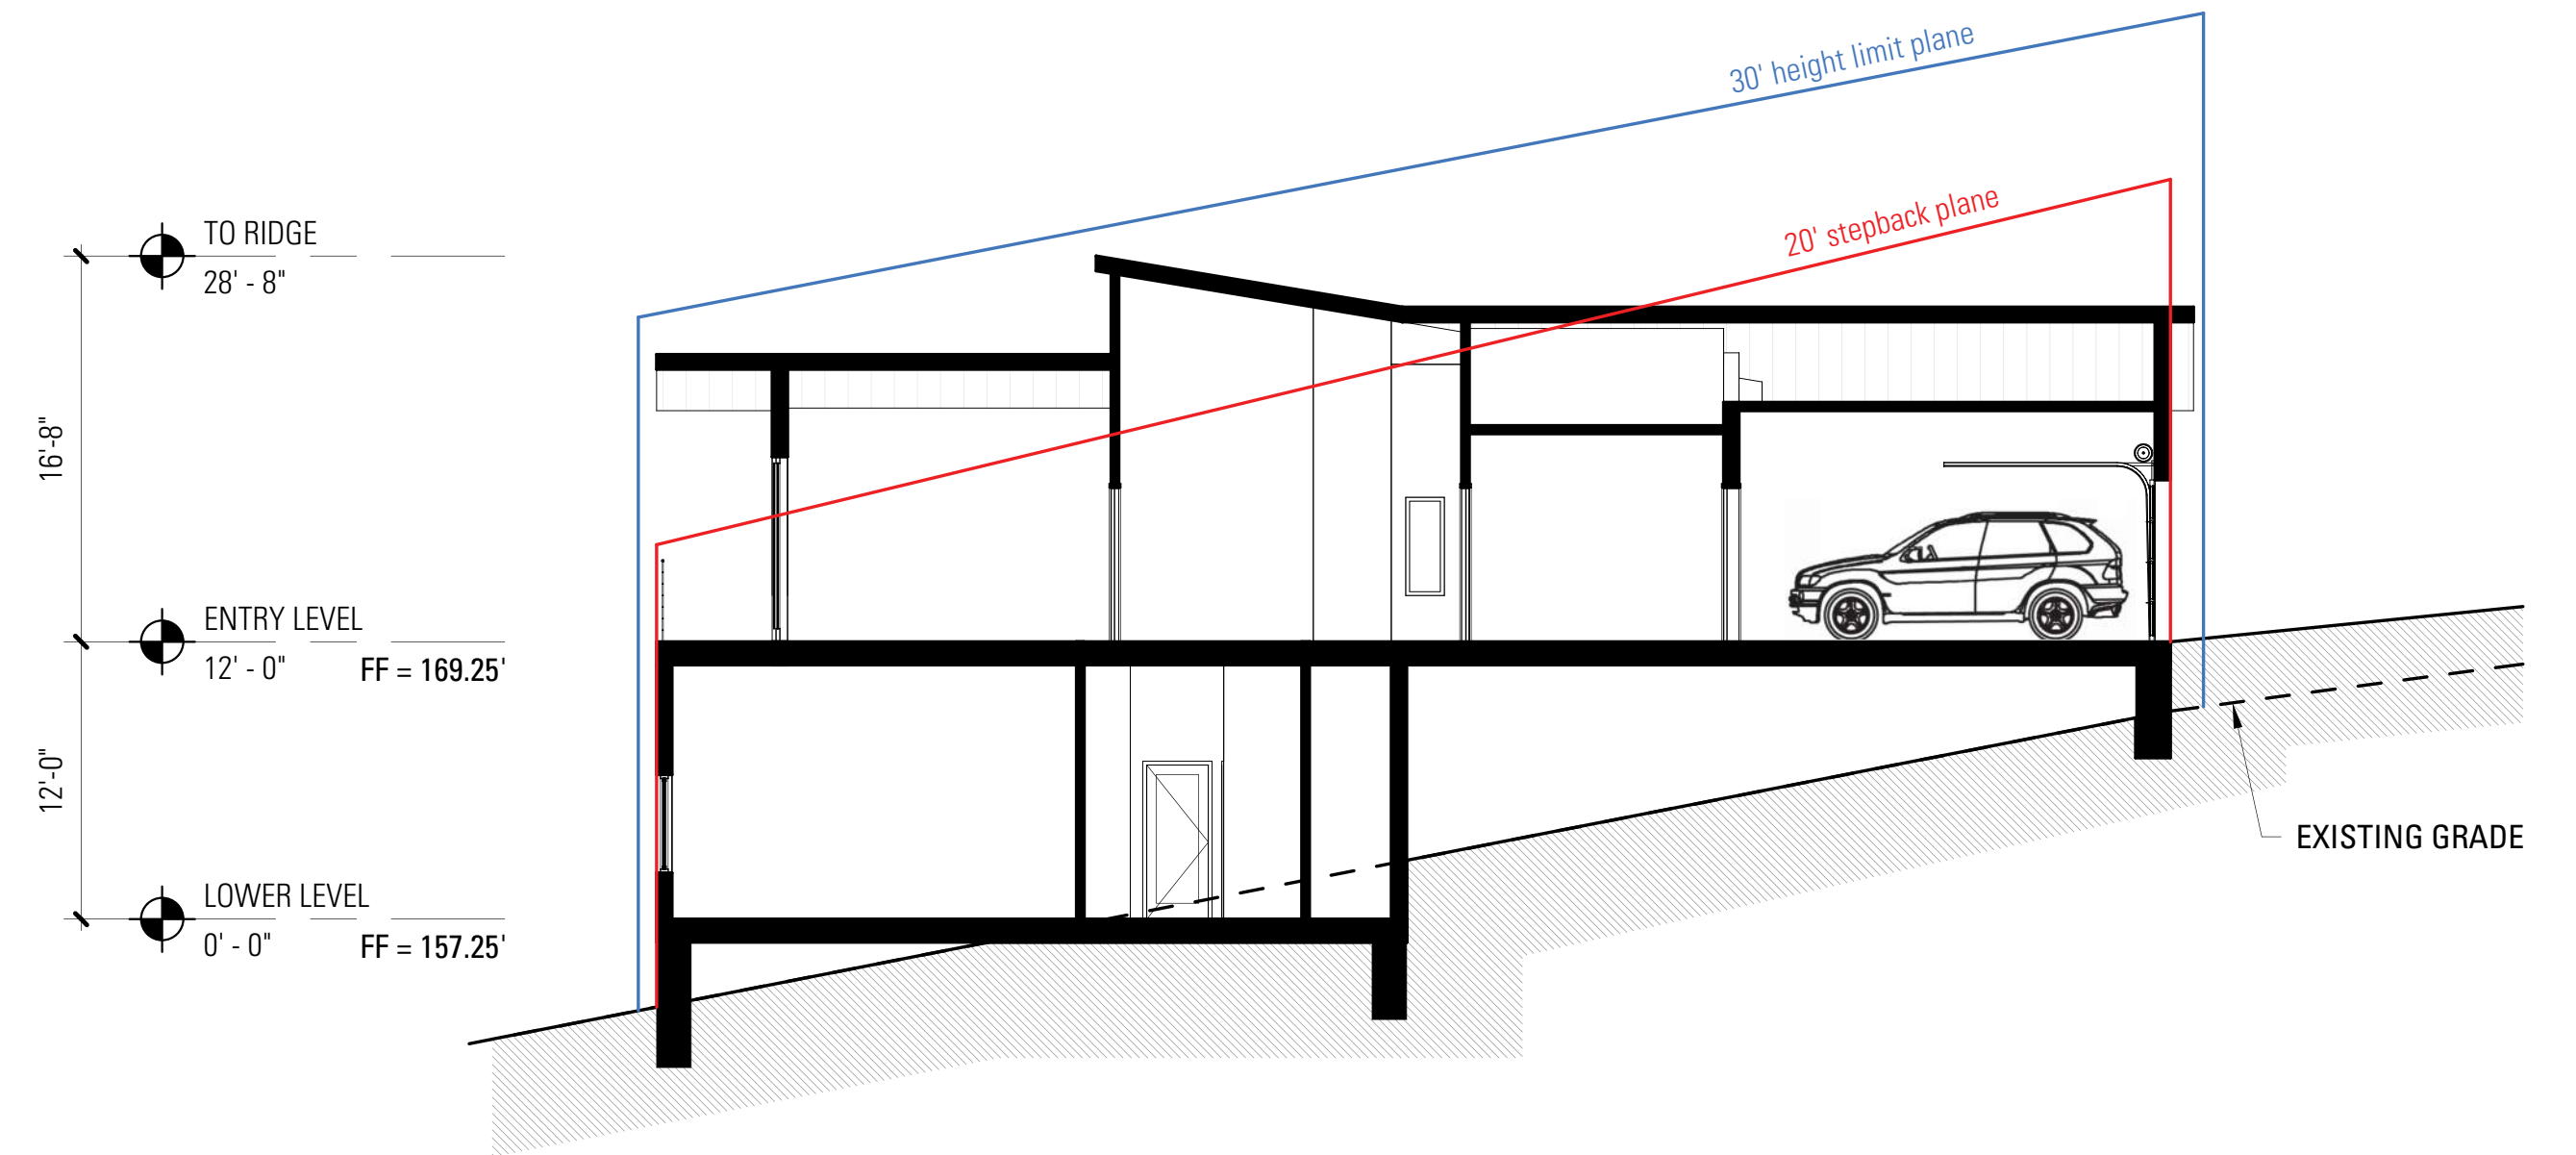 30' height limit plane
20' stepback plane
TO RIDGE
28' - 8"
16'-8"
ENTRY LEVEL
12' - 0" FF = 169.25'
12'-0"
EXISTING GRADE
LOWER LEVEL
0' - 0" FF = 157.25'